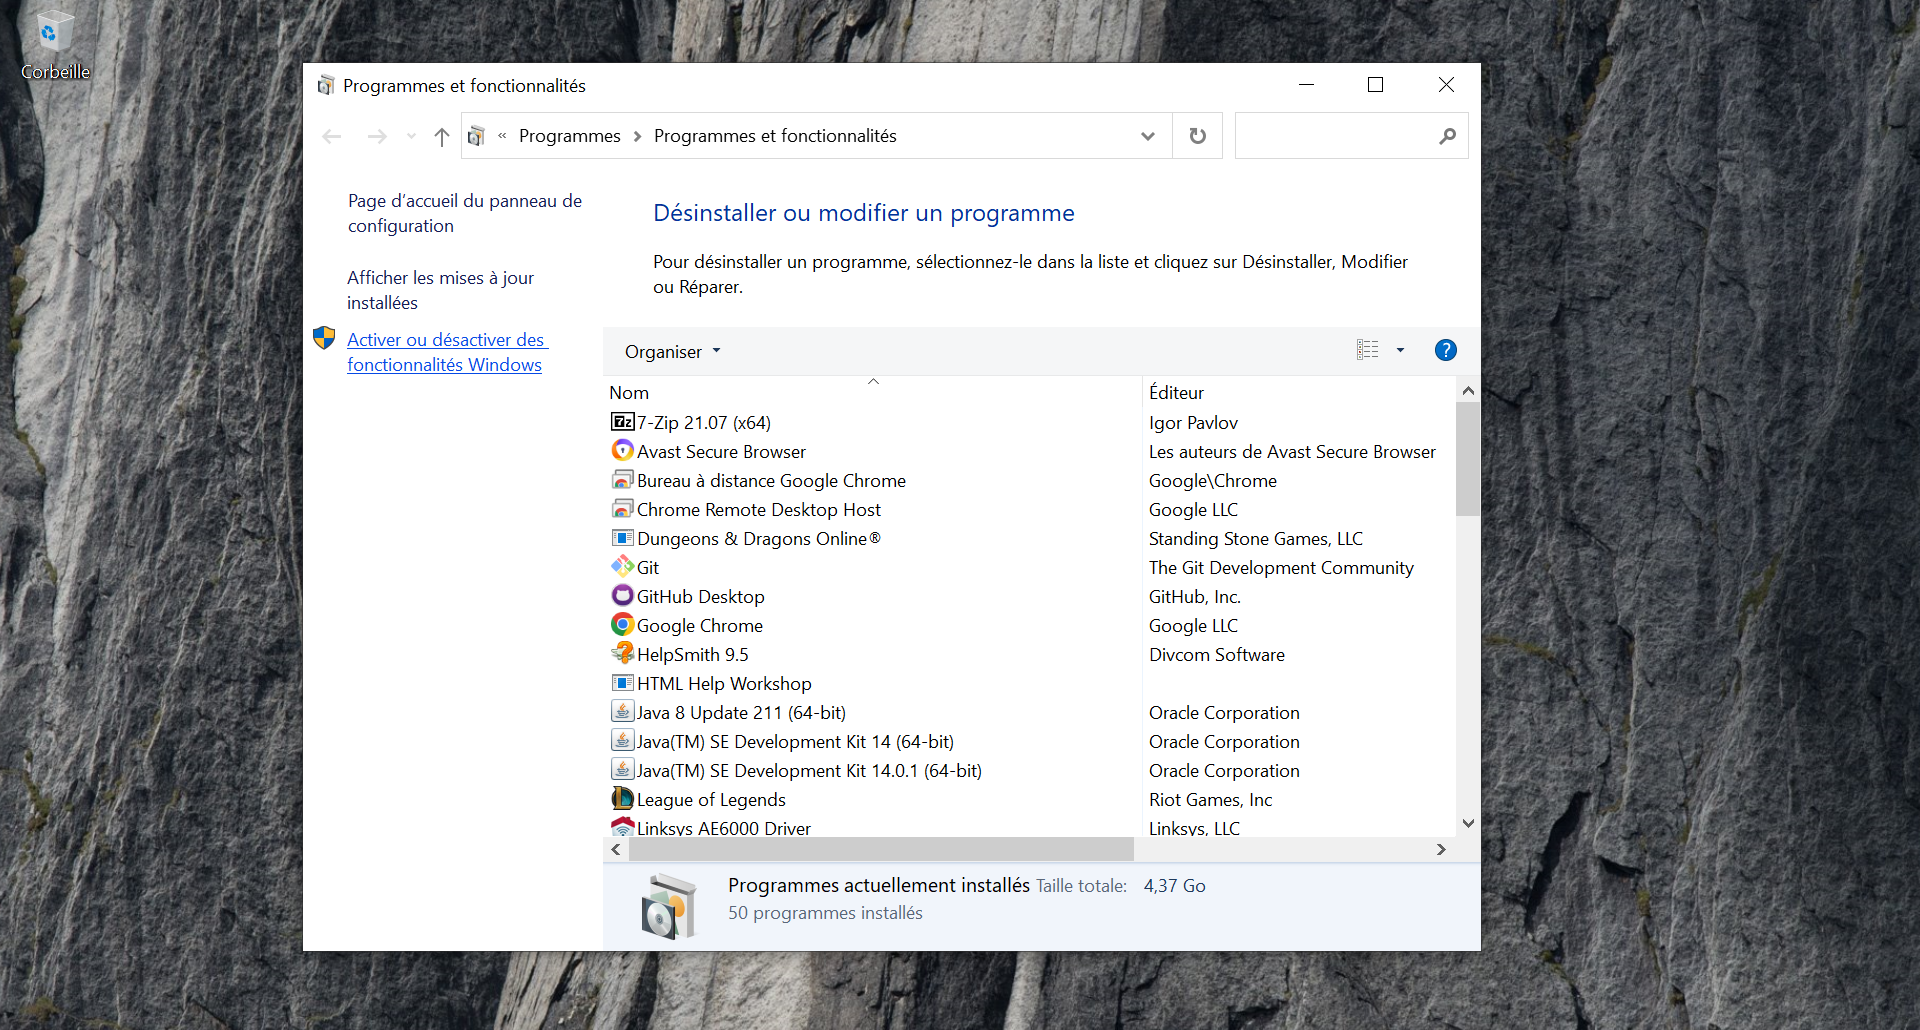 Corbeille
Programmes et fonctionnalités
« Programmes > Programmes et fonctionnalités
Page d'accueil du panneau de
configuration
Afficher les mises à jour
installées
Activer ou désactiver des
fonctionnalités Windows
Désinstaller ou modifier un programme
Pour désinstaller un programme, sélectionnez-le dans la liste et cliquez sur Désinstaller, Modifier
ou Réparer.
Organiser
Nom Éditeur
7-Zip 21.07 (x64) Igor Pavlov
Avast Secure Browser Les auteurs de Avast Secure Browser
Bureau à distance Google Chrome Google\Chrome
Chrome Remote Desktop Host Google LLC
Dungeons & Dragons Online® Standing Stone Games, LLC
Git The Git Development Community
GitHub Desktop GitHub, Inc.
Google Chrome Google LLC
HelpSmith 9.5 Divcom Software
HTML Help Workshop
Java 8 Update 211 (64-bit) Oracle Corporation
Java(TM) SE Development Kit 14 (64-bit) Oracle Corporation
Java(TM) SE Development Kit 14.0.1 (64-bit) Oracle Corporation
League of Legends Riot Games, Inc
Linksys AE6000 Driver Linksys, LLC
Programmes actuellement installés Taille totale: 4,37 Go
50 programmes installés